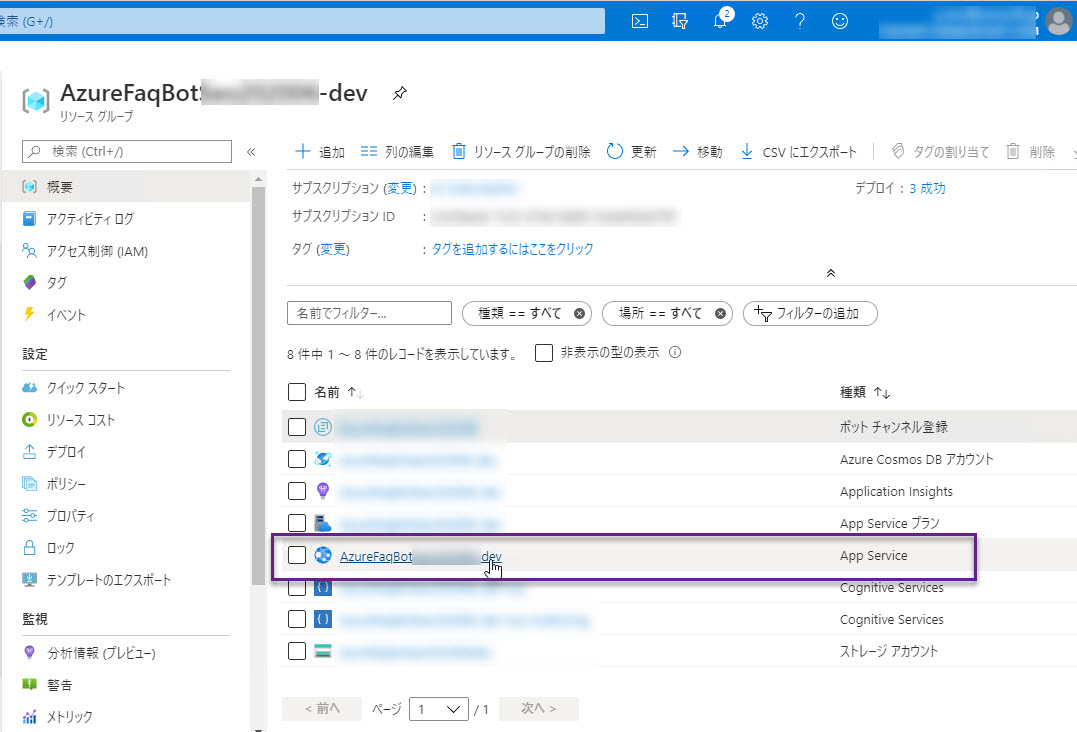 検索 (G+/)
2
AzureFaqBot -dev
リソース グループ
検索 (Ctrl+/)
«
追加 列の編集 リソース グループの削除 更新 移動 CSV にエクスポート タグの割り当て 削除
概要
アクティビティ ログ
アクセス制御 (IAM)
タグ
イベント
設定
クイック スタート
リソース コスト
デプロイ
ポリシー
プロパティ
ロック
テンプレートのエクスポート
監視
分析情報 (プレビュー)
警告
メトリック
サブスクリプション (変更) :
デプロイ : 3 成功
サブスクリプション ID :
タグ (変更) : タグを追加するにはここをクリック
名前でフィルター... 種類 == すべて 場所 == すべて フィルターの追加
8 件中 1 ～ 8 件のレコードを表示しています。 非表示の型の表示
名前 ↑↓ 種類 ↑↓
ボット チャンネル登録
Azure Cosmos DB アカウント
Application Insights
App Service プラン
AzureFaqBot dev App Service
Cognitive Services
Cognitive Services
ストレージ アカウント
< 前へ ページ 1 / 1 次へ >